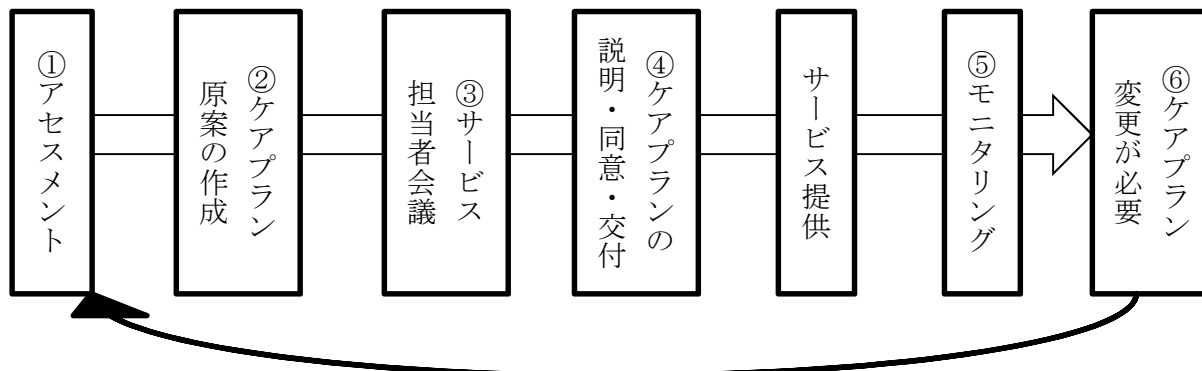 ①アセスメント
②ケアプラン
原案の作成
③サービス
担当者会議
④ケアプランの
説明・同意・交付
サービス提供
⑤モニタリング
⑥ケアプラン
変更が必要